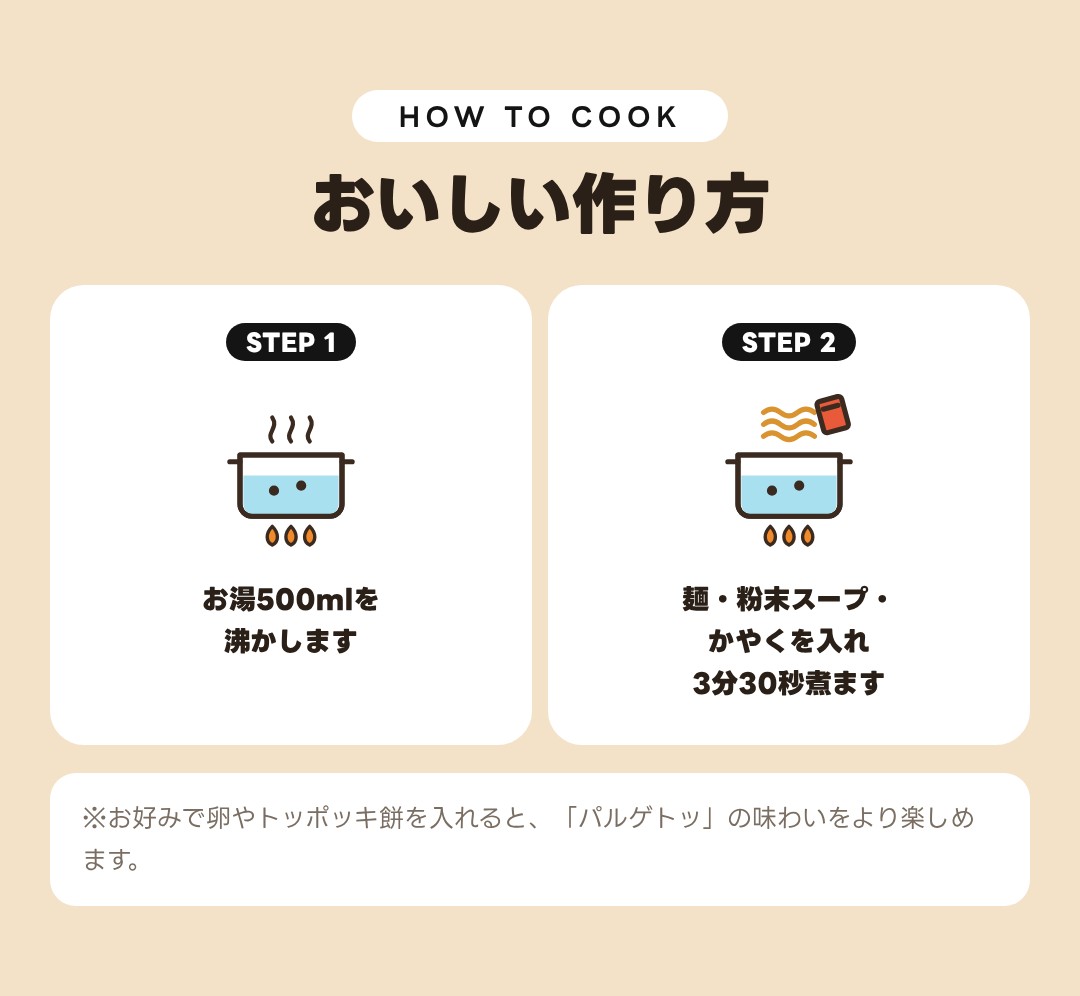 HOW TO COOK
おいしい作り方
STEP 1
お湯500mlを
沸かします
STEP 2
麺・粉末スープ・
かやくを入れ
3分30秒煮ます
※お好みで卵やトッポッキ餅を入れると、「パルゲトッ」の味わいをより楽しめ
ます。